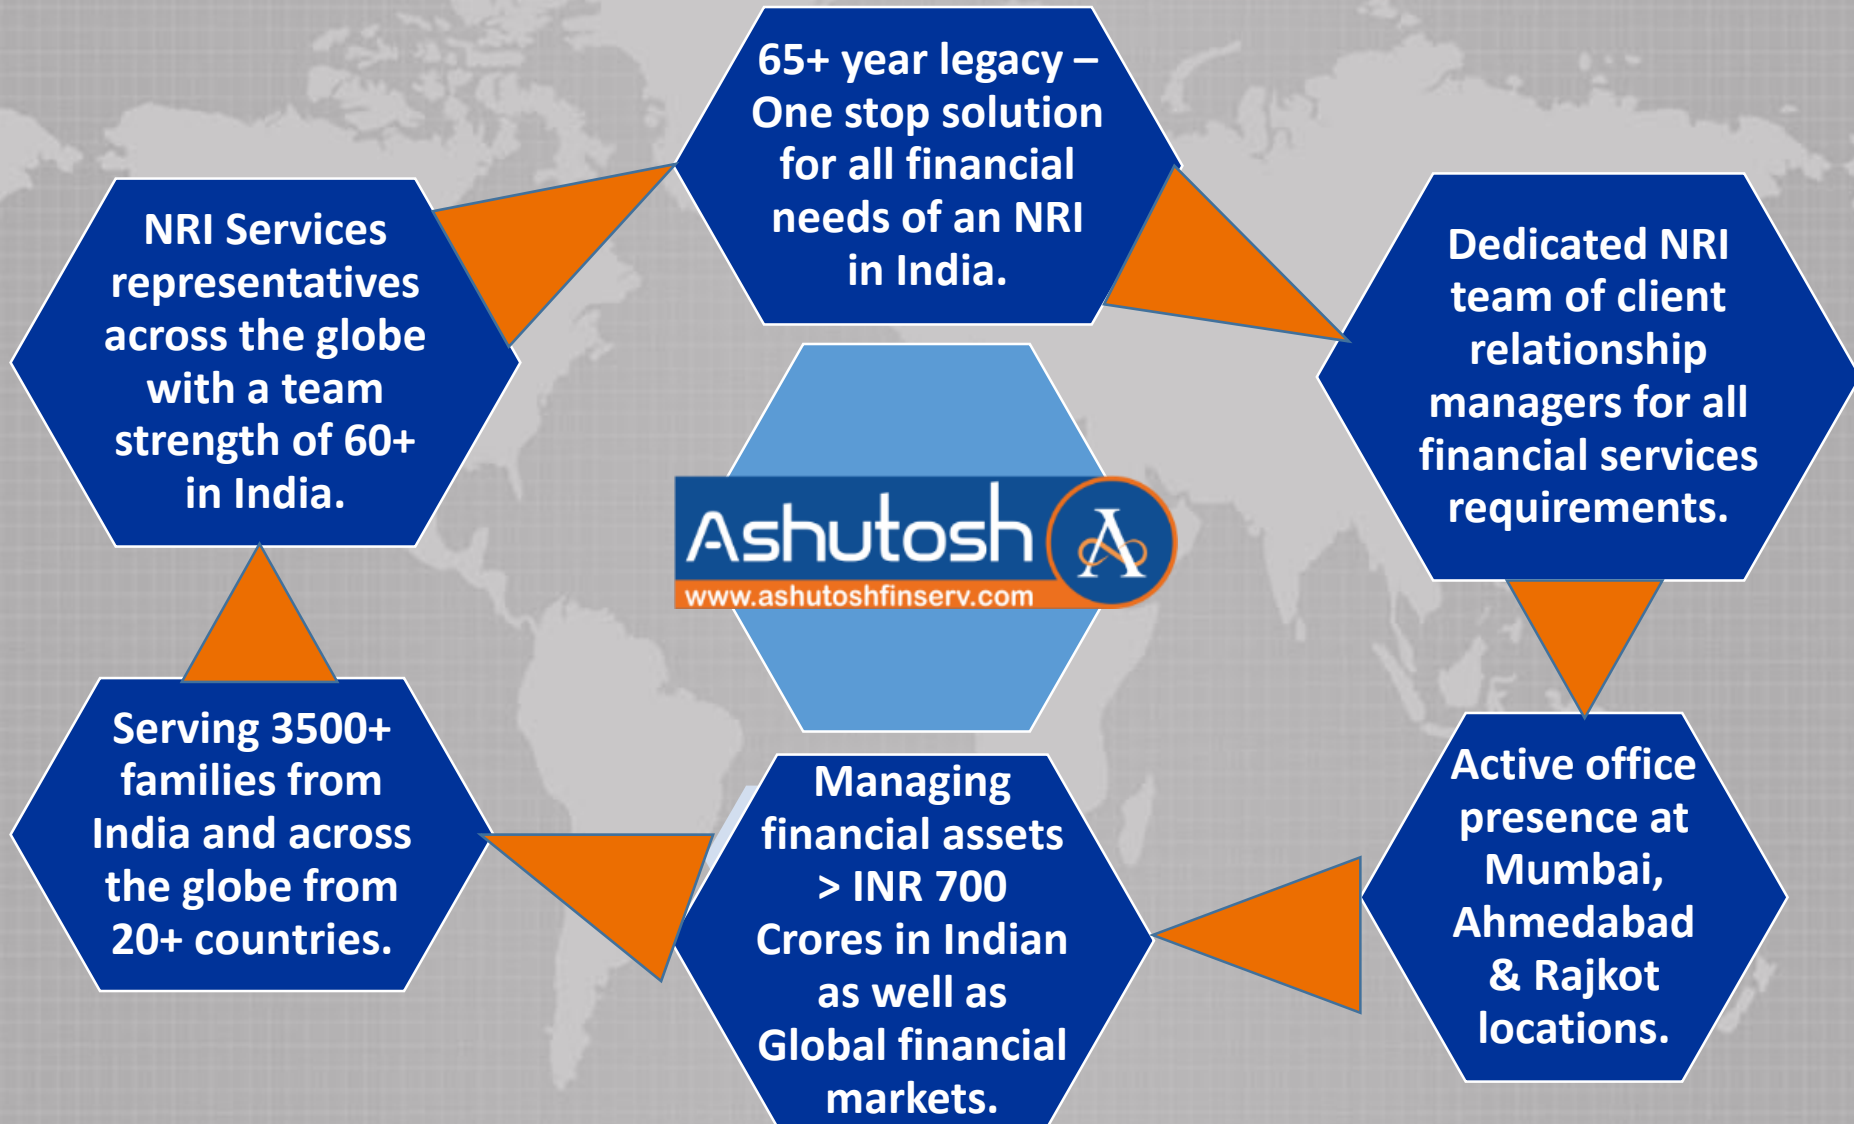 65+ year legacy –
One stop solution
for all financial
needs of an NRI
in India.
Dedicated NRI
team of client
relationship
managers for all
financial services
requirements.
Active office
presence at
Mumbai,
Ahmedabad
& Rajkot
locations.
Managing
financial assets
> INR 700
Crores in Indian
as well as
Global financial
markets.
Serving 3500+
families from
India and across
the globe from
20+ countries.
NRI Services
representatives
across the globe
with a team
strength of 60+
in India.
Ashutosh A
www.ashutoshfinserv.com